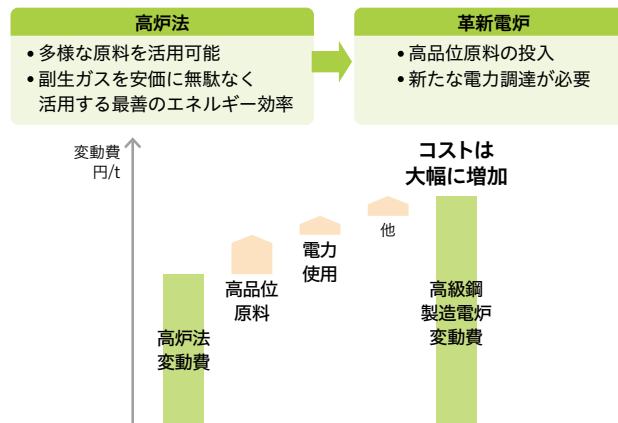 高炉法
• 多様な原料を活用可能
• 副生ガスを安価に無駄なく
活用する最善のエネルギー効率
革新電炉
• 高品位原料の投入
• 新たな電力調達が必要
変動費
円/t
コストは
大幅に増加
他
電力
使用
高品位
原料
高炉法
変動費
高級鋼
製造電炉
変動費